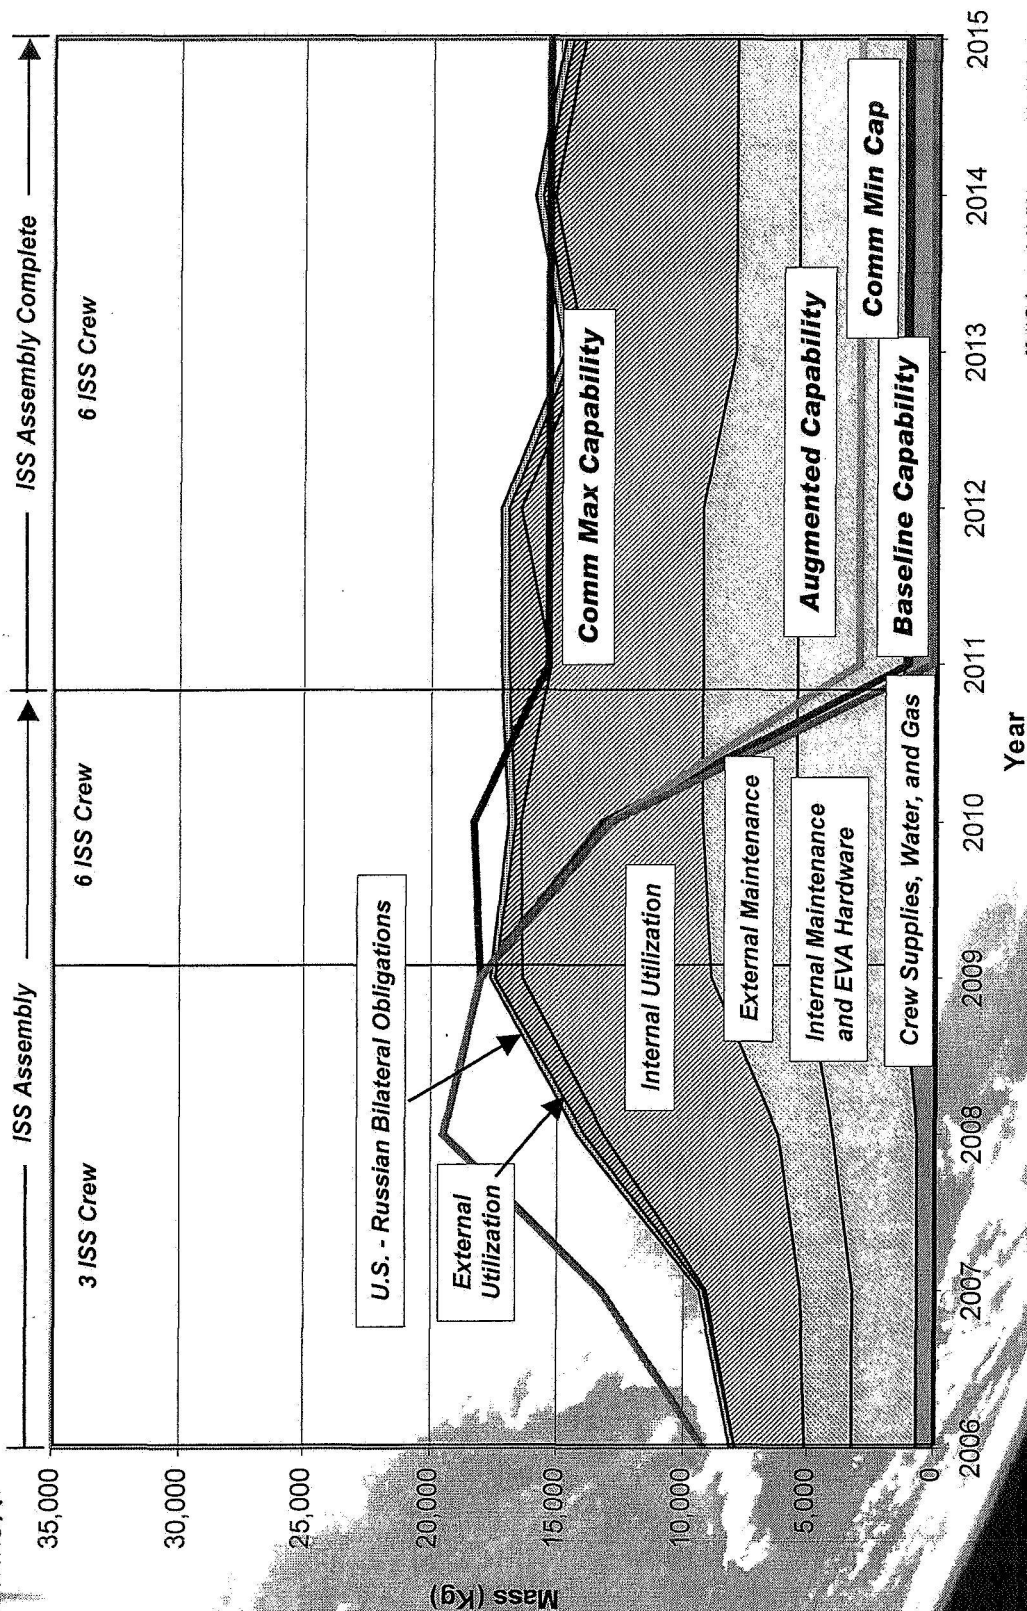 ISS Assembly
ISS Assembly Complete
3 ISS Crew
6 ISS Crew
6 ISS Crew
35,000
30,000
25,000
20,000
15,000
10,000
5,000
0
Mass (Kg)
U.S. - Russian Bilateral Obligations
External
Utilization
Internal Utilization
External Maintenance
Internal Maintenance
and EVA Hardware
Crew Supplies, Water, and Gas
Comm Max Capability
Augmented Capability
Baseline Capability
Comm Min Cap
2006
2007
2008
2009
2010
2011
2012
2013
2014
2015
Year